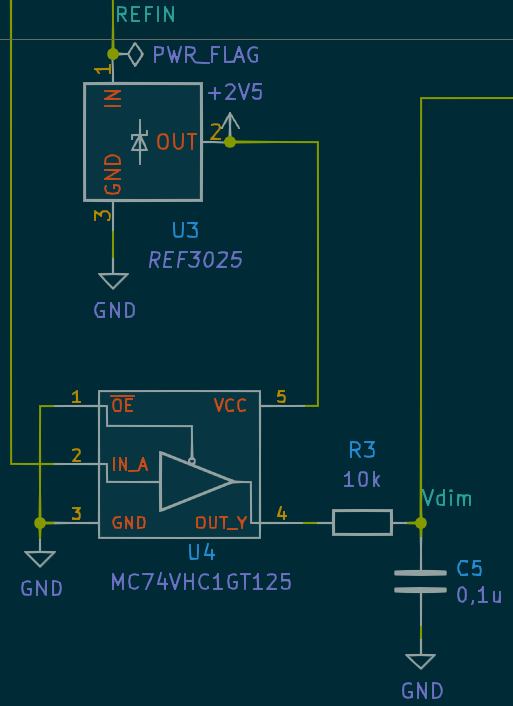 REFIN
PWR_FLAG
1
+2V5
IN
2
OUT
GND
3
U3
REF3025
GND
1
OE
VCC
5
R3
10k
2
IN_A
Vdim
3
GND
OUT_Y
4
U4
MC74VHC1GT125
GND
C5
0,1u
GND